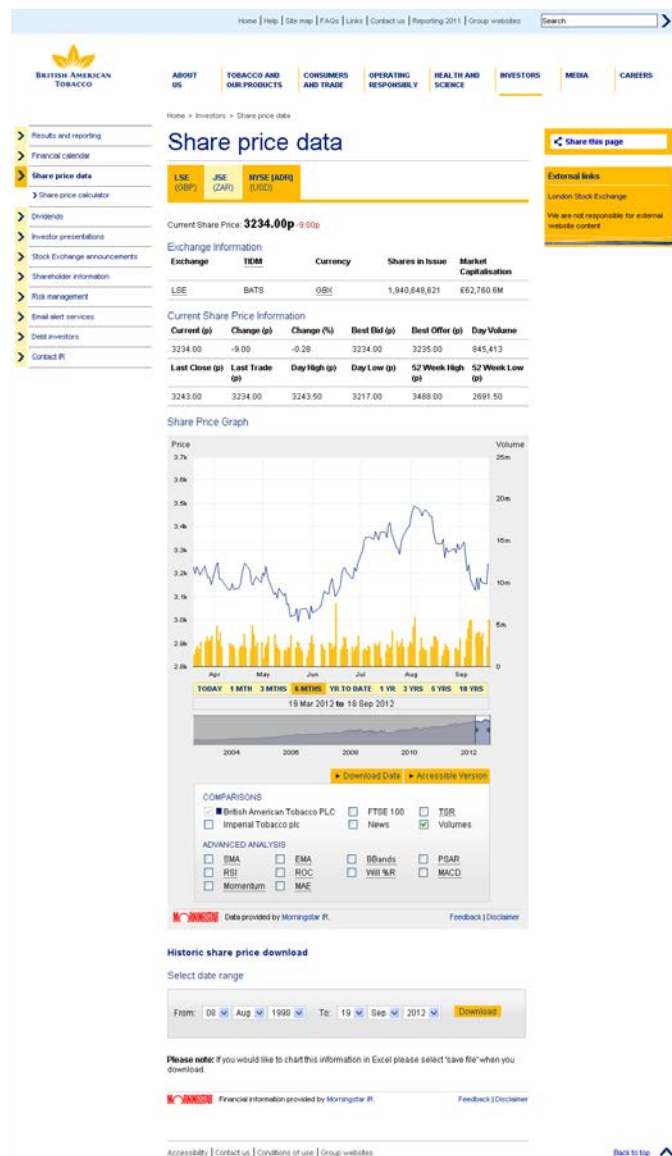 Home | Help | Site map | FAQs | Links | Contact us | Reporting 2011 | Group websites
Search
BRITISH AMERICAN
TOBACCO
ABOUT US
TOBACCO AND OUR PRODUCTS
CONSUMERS AND TRADE
OPERATING RESPONSIBLY
HEALTH AND SCIENCE
INVESTORS
MEDIA
CAREERS
Home > Investors > Share price data
Results and reporting
Financial calendar
Share price data
Share price calculator
Dividends
Investor presentations
Stock Exchange announcements
Shareholder information
Risk management
Email alert services
Debt investors
Contact IR
Share price data
LSE JSE NYSE [ADR]
(GBP) (ZAR) (USD)
Current Share Price: 3234.00p -9.00p
Exchange Information
Exchange TIDM Currency Shares in Issue Market Capitalisation
LSE BATS GBX 1,940,648,821 £62,760.6M
Current Share Price Information
Current (p) Change (p) Change (%) Best Bid (p) Best Offer (p) Day Volume
3234.00 -9.00 -0.28 3234.00 3235.00 845,413
Last Close (p) Last Trade (p) Day High (p) Day Low (p) 52 Week High (p) 52 Week Low (p)
3243.00 3234.00 3243.50 3217.00 3488.00 2691.50
Share Price Graph
Price Volume
3.7k 25m
3.6k
3.5k 20m
3.4k
3.3k 15m
3.2k 10m
3.1k
3.0k 5m
2.9k
2.8k 0
Apr May Jun Jul Aug Sep
TODAY 1 MTH 3 MTHS 6 MTHS YR TO DATE 1 YR 3 YRS 5 YRS 10 YRS
19 Mar 2012 to 18 Sep 2012
2004 2006 2008 2010 2012
Download Data Accessible Version
COMPARISONS
British American Tobacco PLC FTSE 100 TSR
Imperial Tobacco plc News Volumes
ADVANCED ANALYSIS
SMA EMA BBands PSAR
RSI ROC Will %R MACD
Momentum MAE
MORNINGSTAR Data provided by Morningstar IR. Feedback | Disclaimer
Historic share price download
Select date range
From: 08 Aug 1998 To: 19 Sep 2012 Download
Please note: If you would like to chart this information in Excel please select 'save file' when you
download.
MORNINGSTAR Financial information provided by Morningstar IR. Feedback | Disclaimer
Share this page
External links
London Stock Exchange
We are not responsible for external
website content
Accessibility | Contact us | Conditions of use | Group websites
Back to top